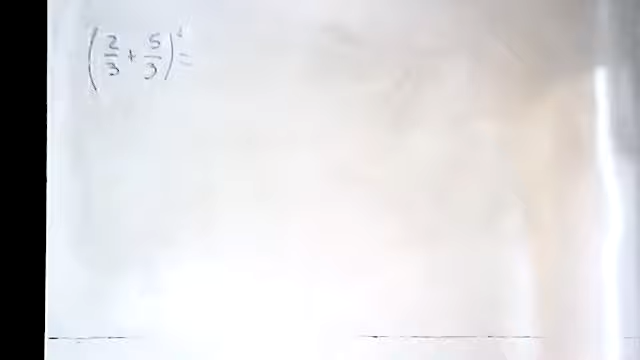 (2/3 + 5/3) =